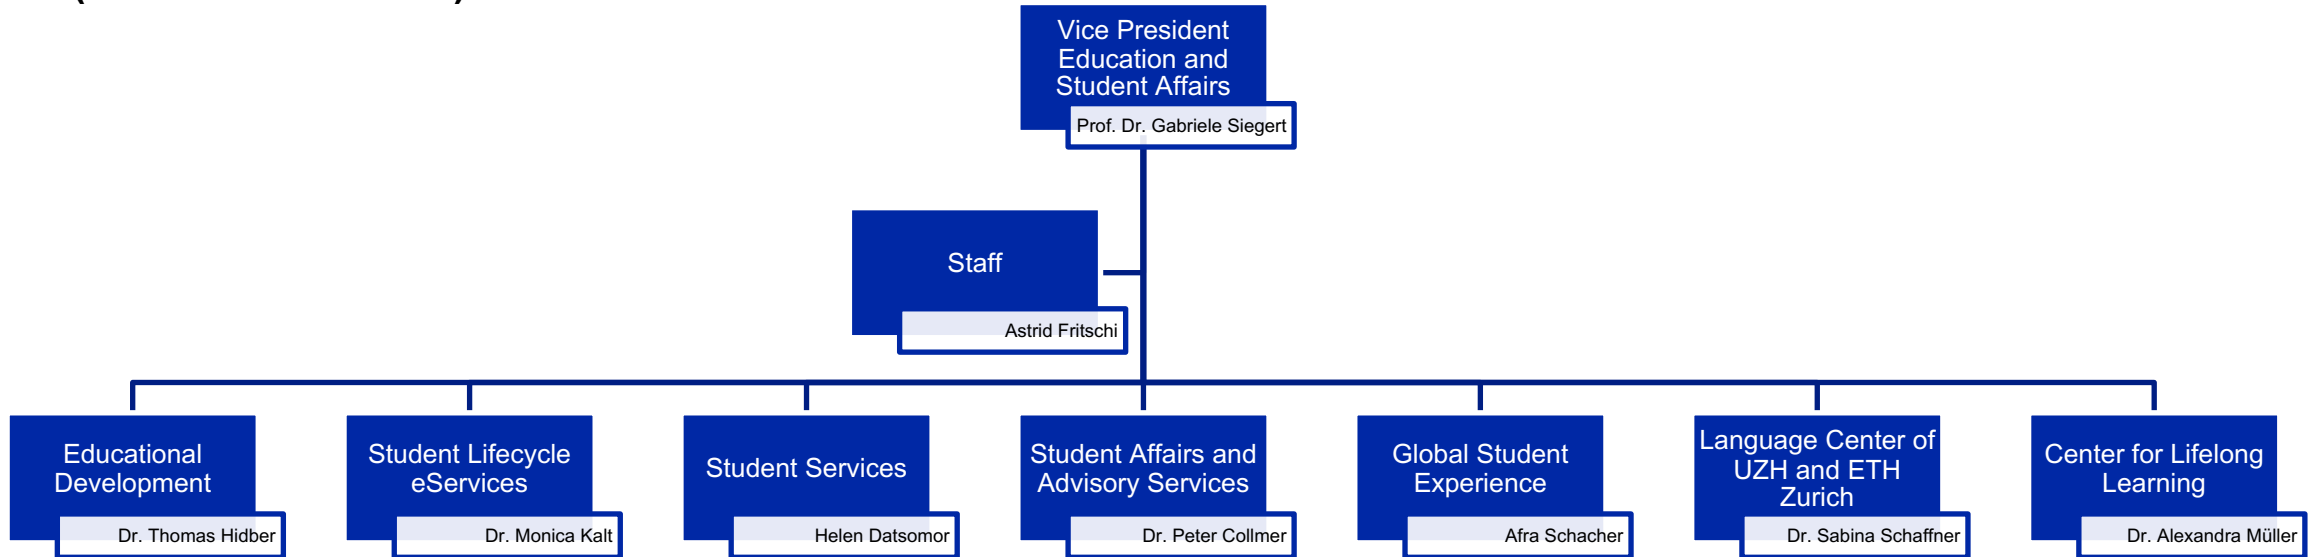 Vice President
Education and
Student Affairs
Prof. Dr. Gabriele Siegert
Staff
Astrid Fritschi
Educational
Development
Dr. Thomas Hidber
Student Lifecycle
eServices
Dr. Monica Kalt
Student Services
Helen Datsomor
Student Affairs and
Advisory Services
Dr. Peter Collmer
Global Student
Experience
Afra Schacher
Language Center of
UZH and ETH
Zurich
Dr. Sabina Schaffner
Center for Lifelong
Learning
Dr. Alexandra Müller